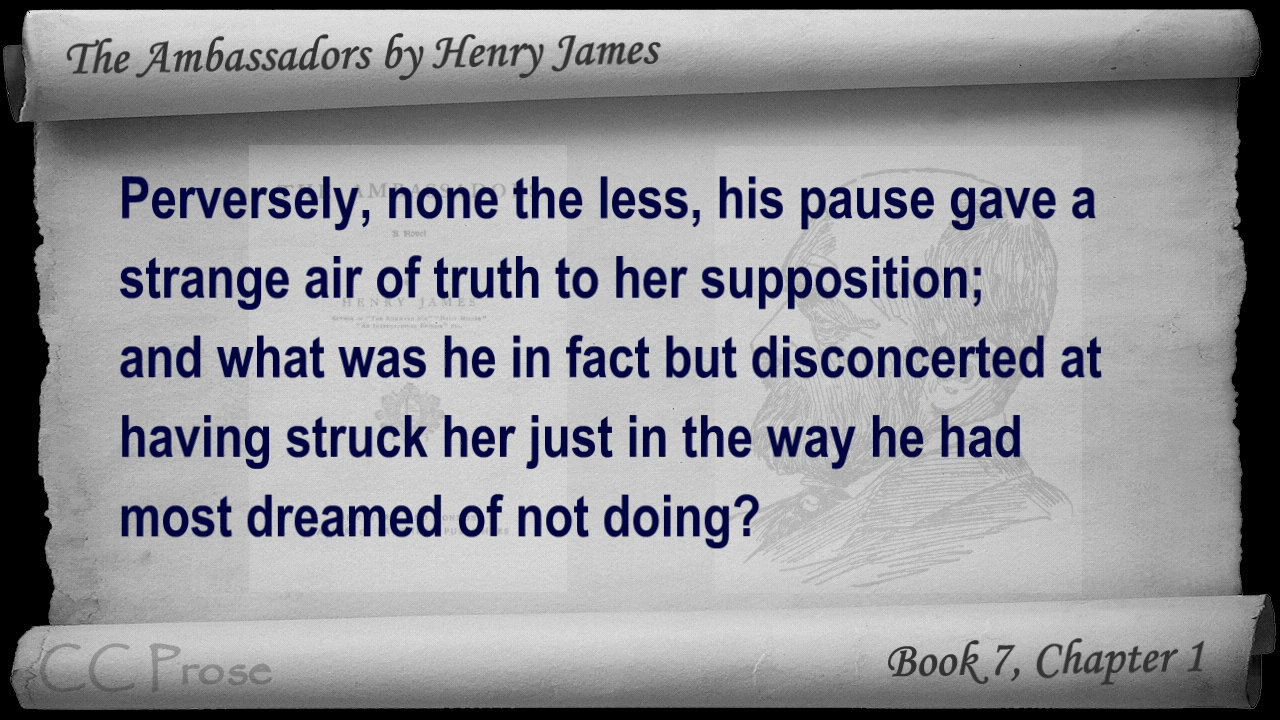 The Ambassadors by Henry James
Perversely, none the less, his pause gave a
strange air of truth to her supposition;
and what was he in fact but disconcerted at
having struck her just in the way he had
most dreamed of not doing?
HENRY JAMES
CC Prose
Book 7, Chapter 1